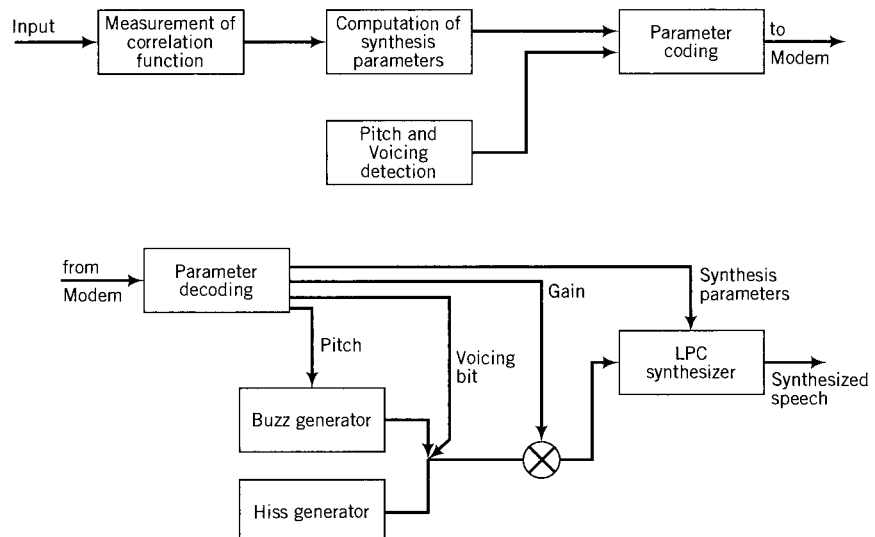 Input
Measurement of
correlation
function
Computation of
synthesis
parameters
Parameter
coding
to
Modem
Pitch and
Voicing
detection
from
Modem
Parameter
decoding
Pitch
Voicing
bit
Gain
Synthesis
parameters
LPC
synthesizer
Synthesized
speech
Buzz generator
Hiss generator